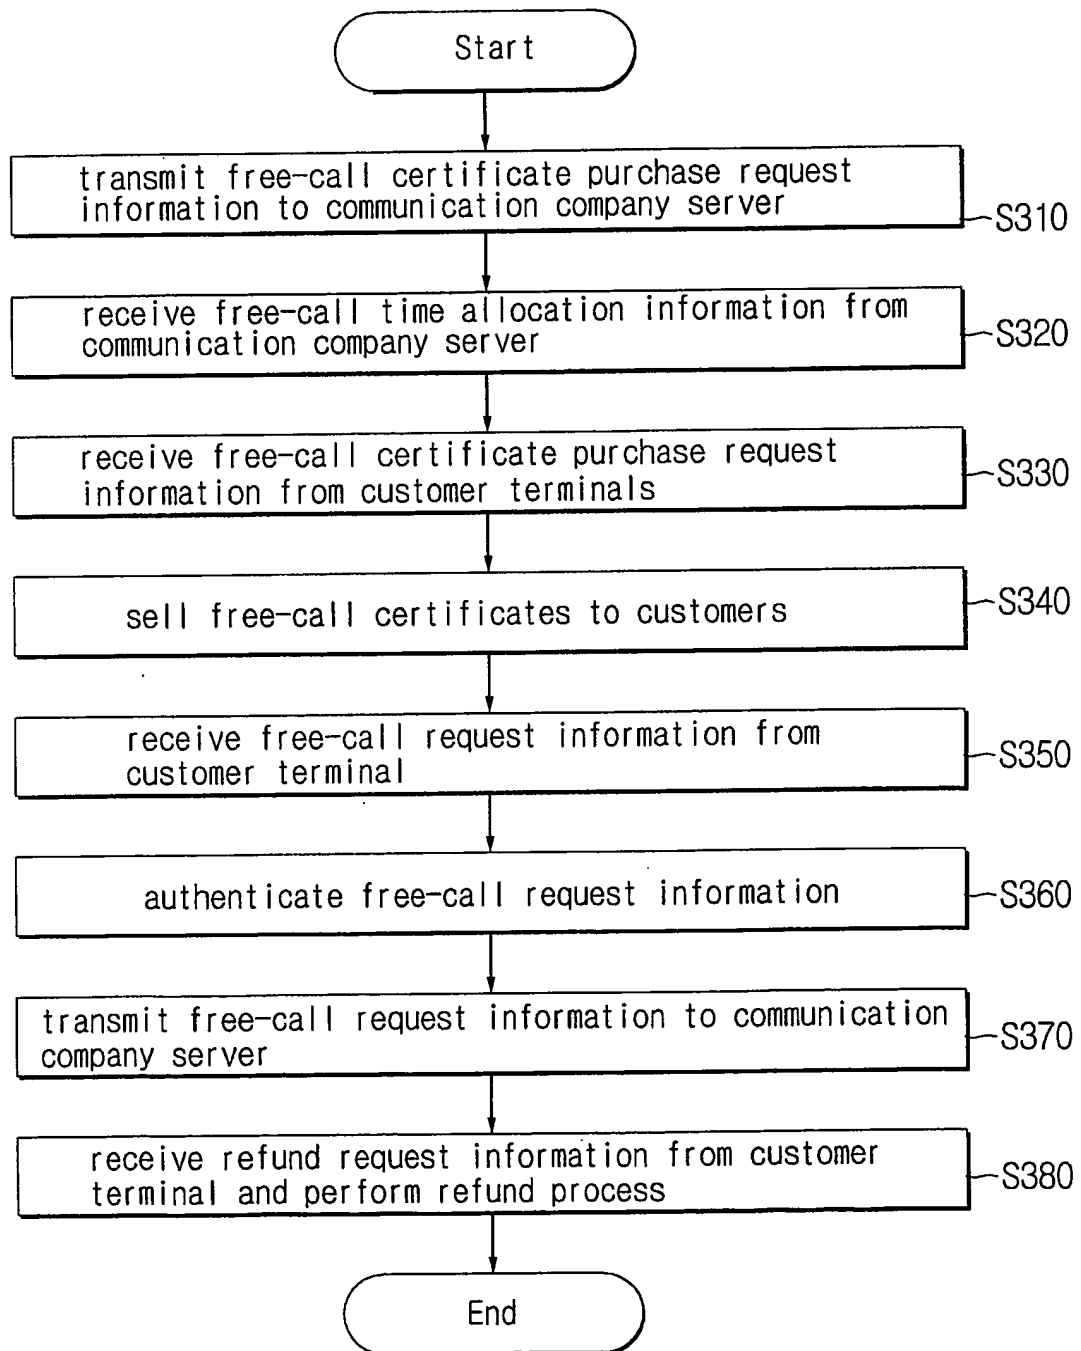 Start
transmit free-call certificate purchase request
information to communication company server
S310
receive free-call time allocation information from
communication company server
S320
receive free-call certificate purchase request
information from customer terminals
S330
sell free-call certificates to customers
S340
receive free-call request information from
customer terminal
S350
authenticate free-call request information
S360
transmit free-call request information to communication
company server
S370
receive refund request information from customer
terminal and perform refund process
S380
End